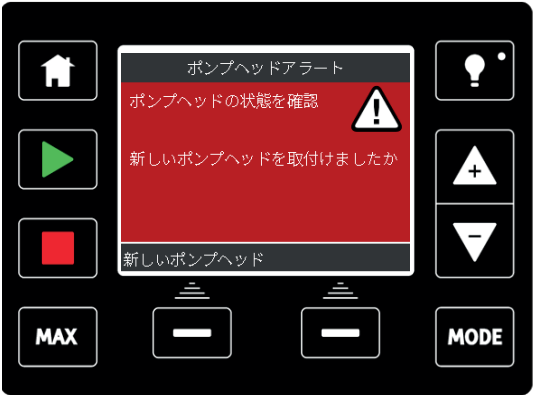 ポンプヘッドアラート
ポンプヘッドの状態を確認
新しいポンプヘッドを取付けましたか
新しいポンプヘッド
MAX
MODE